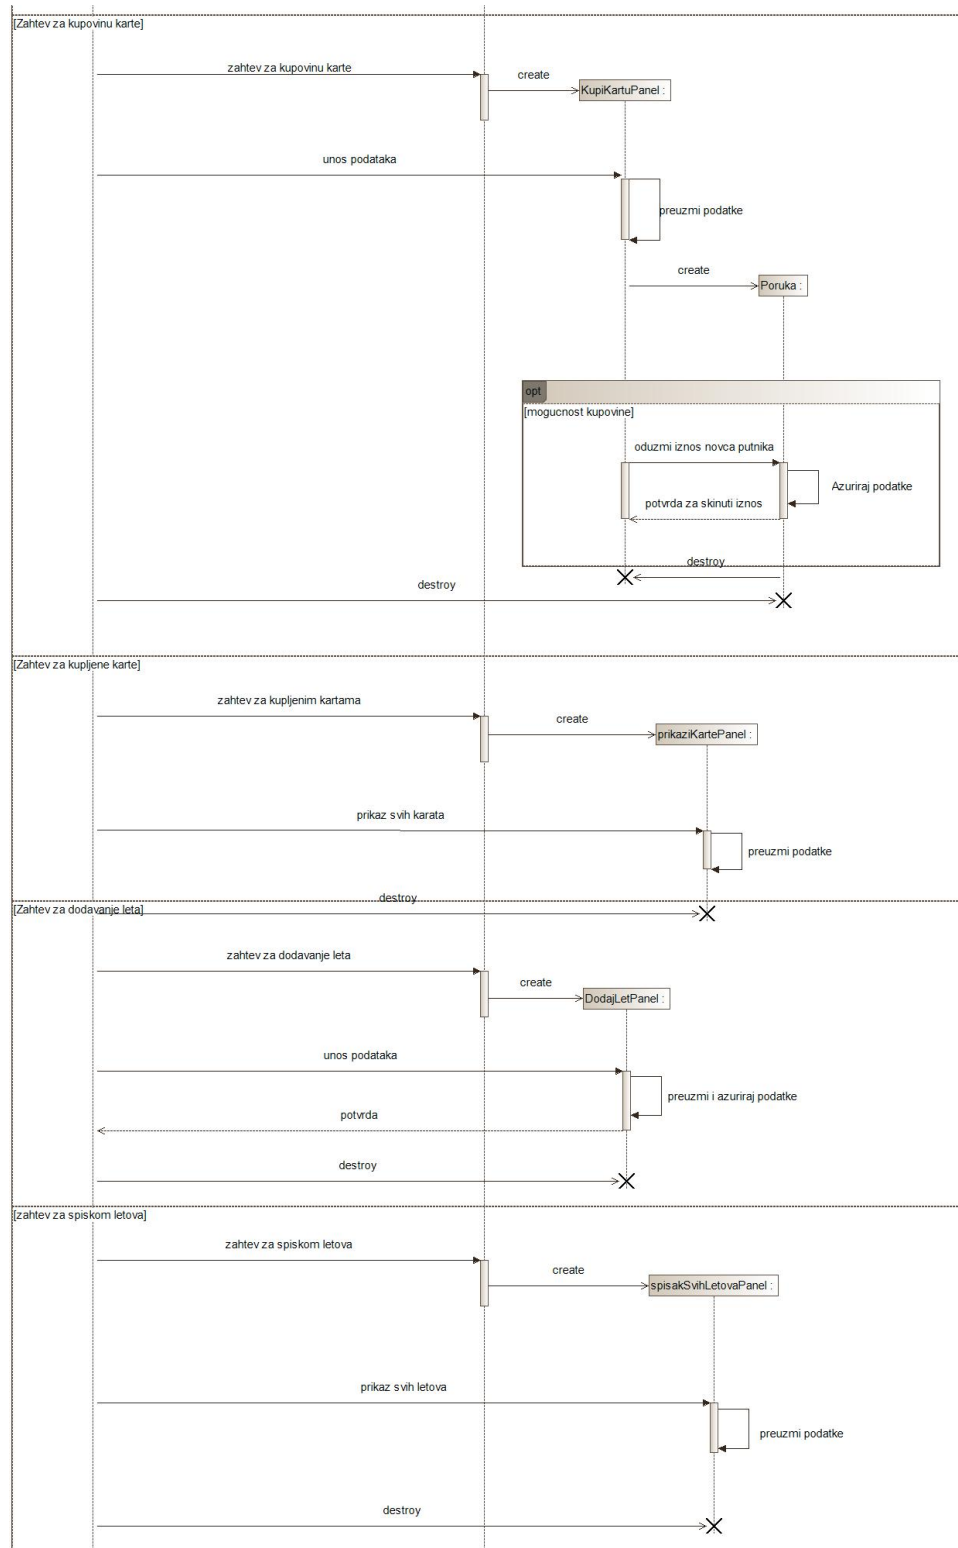 [Zahtev za kupovinu karte]
zahtev za kupovinu karte
create
KupiKartuPanel :
unos podataka
preuzmi podatke
create
Poruka :
opt
[mogucnost kupovine]
oduzmi iznos novca putnika
Azuriraj podatke
potvrda za skinuti iznos
destroy
destroy
[Zahtev za kupljene karte]
zahtev za kupljenim kartama
create
prikaziKartePanel :
prikaz svih karata
preuzmi podatke
destroy
[Zahtev za dodavanje leta]
zahtev za dodavanje leta
create
DodajLetPanel :
unos podataka
preuzmi i azuriraj podatke
potvrda
destroy
[zahtev za spiskom letova]
zahtev za spiskom letova
create
spisakSvihLetovaPanel :
prikaz svih letova
preuzmi podatke
destroy